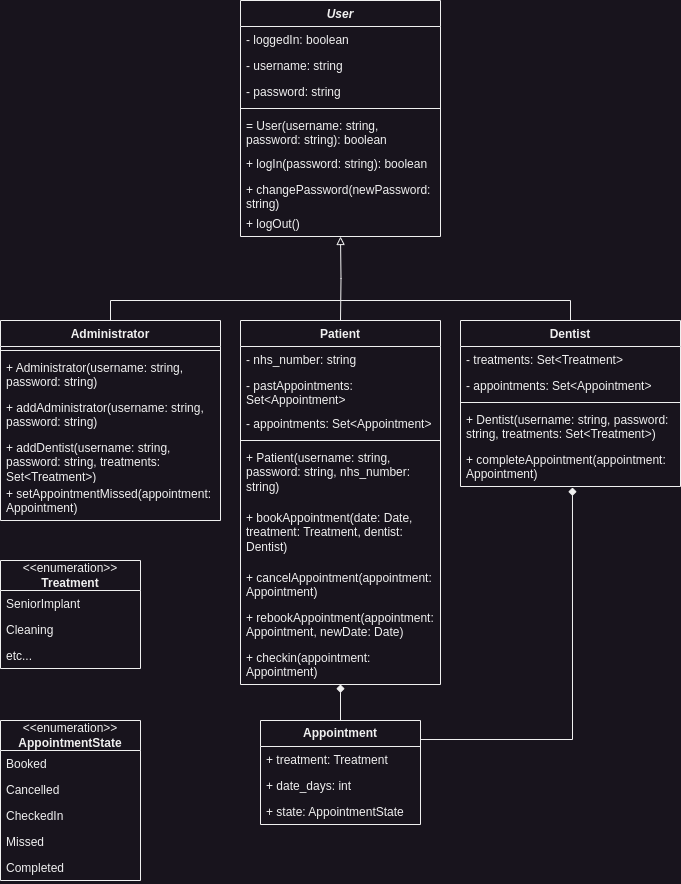 User
- loggedIn: boolean
- username: string
- password: string
= User(username: string,
password: string): boolean
+ logIn(password: string): boolean
+ changePassword(newPassword:
string)
+ logOut()
Administrator
+ Administrator(username: string,
password: string)
+ addAdministrator(username: string,
password: string)
+ addDentist(username: string,
password: string, treatments:
Set<Treatment>)
+ setAppointmentMissed(appointment:
Appointment)
Patient
- nhs_number: string
- pastAppointments:
Set<Appointment>
- appointments: Set<Appointment>
+ Patient(username: string,
password: string, nhs_number:
string)
+ bookAppointment(date: Date,
treatment: Treatment, dentist:
Dentist)
+ cancelAppointment(appointment:
Appointment)
+ rebookAppointment(appointment:
Appointment, newDate: Date)
+ checkin(appointment:
Appointment)
Dentist
- treatments: Set<Treatment>
- appointments: Set<Appointment>
+ Dentist(username: string, password:
string, treatments: Set<Treatment>)
+ completeAppointment(appointment:
Appointment)
<<enumeration>>
Treatment
SeniorImplant
Cleaning
etc...
<<enumeration>>
AppointmentState
Booked
Cancelled
CheckedIn
Missed
Completed
Appointment
+ treatment: Treatment
+ date_days: int
+ state: AppointmentState